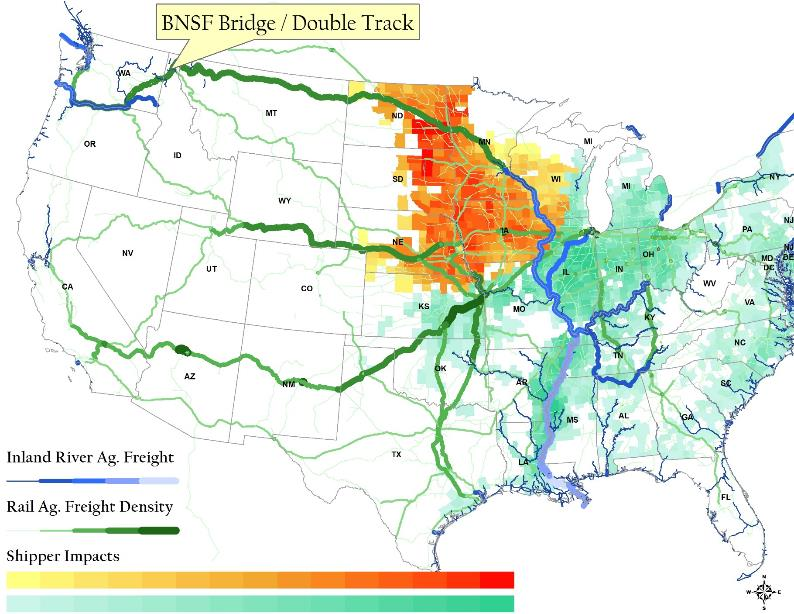 BNSF Bridge / Double Track
WA
MT
ND
MN
MI
OR
ID
SD
WI
MI
NY
WY
IA
PA
NJ
NE
NV
UT
CO
IL
IN
OH
MD
DC
NJ
DE
WV
CA
KS
MO
KY
VA
AZ
NM
OK
AR
TN
NC
SC
MS
AL
GA
TX
LA
FL
Inland River Ag. Freight
Rail Ag. Freight Density
Shipper Impacts
N
W
E
S